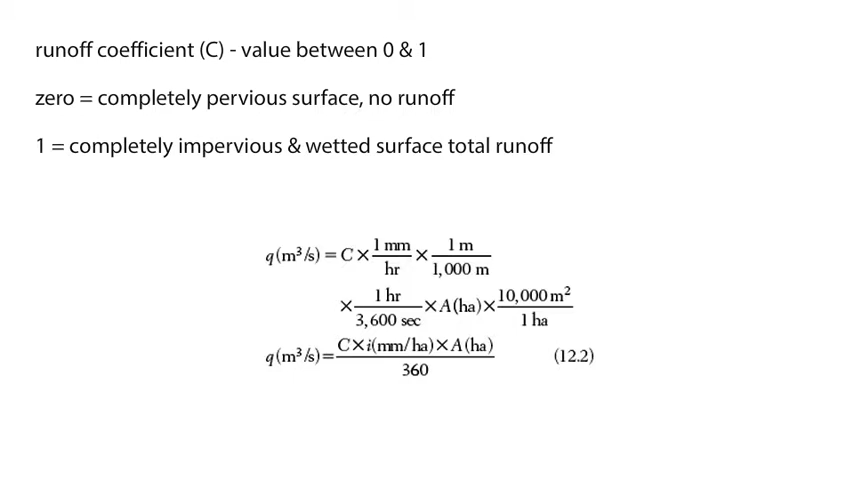 runoff coefficient (C) - value between 0 & 1
zero = completely pervious surface, no runoff
1 = completely impervious & wetted surface total runoff
q(m³/s) = C × 1 mm/hr × 1 m/1,000 m
× 1 hr/3,600 sec × A(ha) × 10,000 m²/1 ha
q(m³/s) = C × i(mm/ha) × A(ha)/360 (12.2)